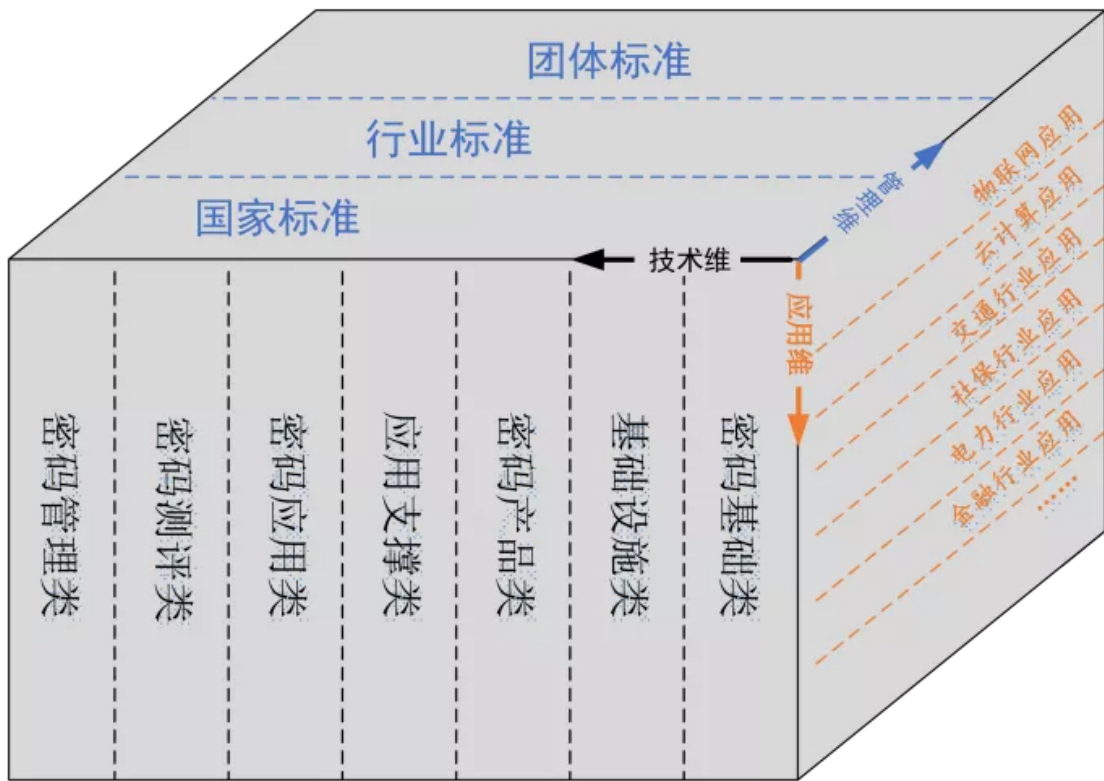 团体标准
行业标准
国家标准
管理维
技术维
应用维
密码管理类
密码测评类
密码应用类
应用支撑类
密码产品类
基础设施类
密码基础类
物联网应用
云计算应用
交通行业应用
社保行业应用
电力行业应用
金融行业应用
……